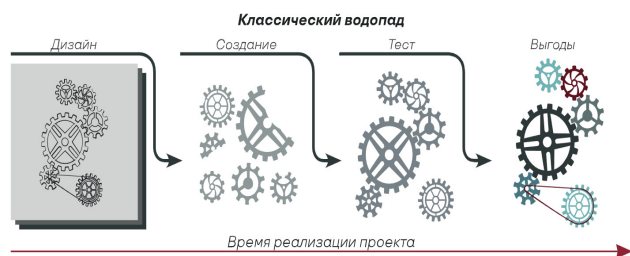 Классический водопад
Дизайн
Создание
Тест
Выгоды
Время реализации проекта